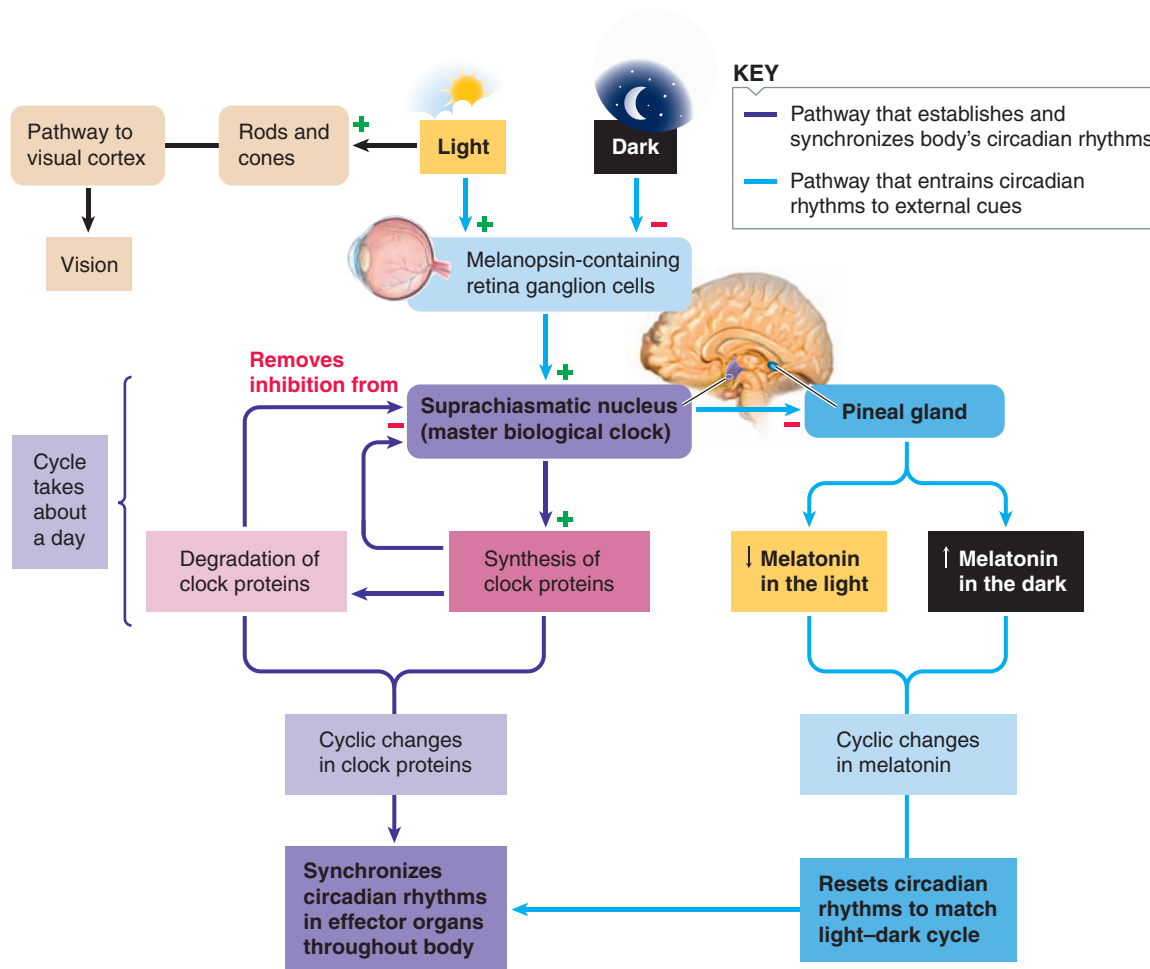 KEY
Pathway that establishes and
synchronizes body's circadian rhythms
Pathway that entrains circadian
rhythms to external cues
Pathway to
visual cortex
Rods and
cones
+
Light
Dark
+
−
Vision
Melanopsin-containing
retina ganglion cells
+
Removes
inhibition from
−
Suprachiasmatic nucleus
(master biological clock)
−
Pineal gland
Cycle
takes
about
a day
+
Degradation of
clock proteins
Synthesis of
clock proteins
↓ Melatonin
in the light
↑ Melatonin
in the dark
Cyclic changes
in clock proteins
Cyclic changes
in melatonin
Synchronizes
circadian rhythms
in effector organs
throughout body
Resets circadian
rhythms to match
light–dark cycle